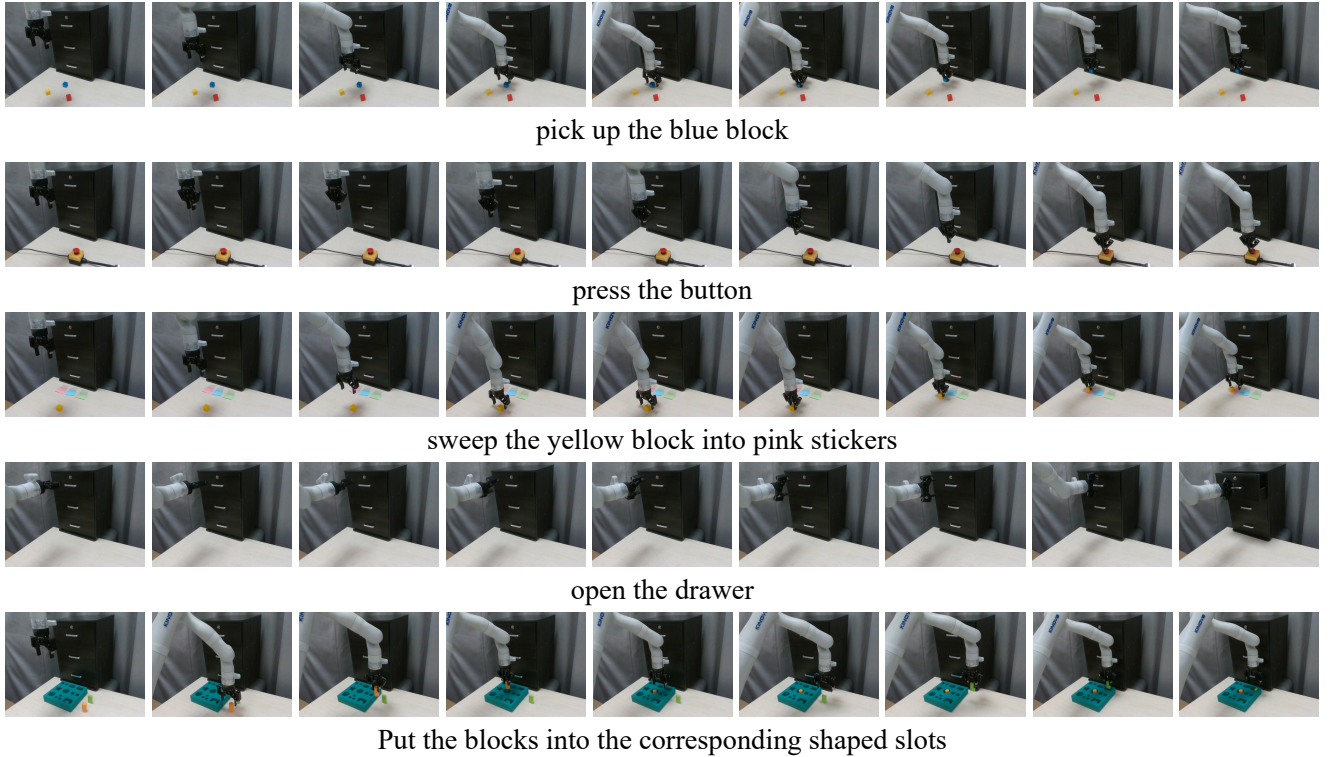 pick up the blue block
press the button
sweep the yellow block into pink stickers
open the drawer
Put the blocks into the corresponding shaped slots